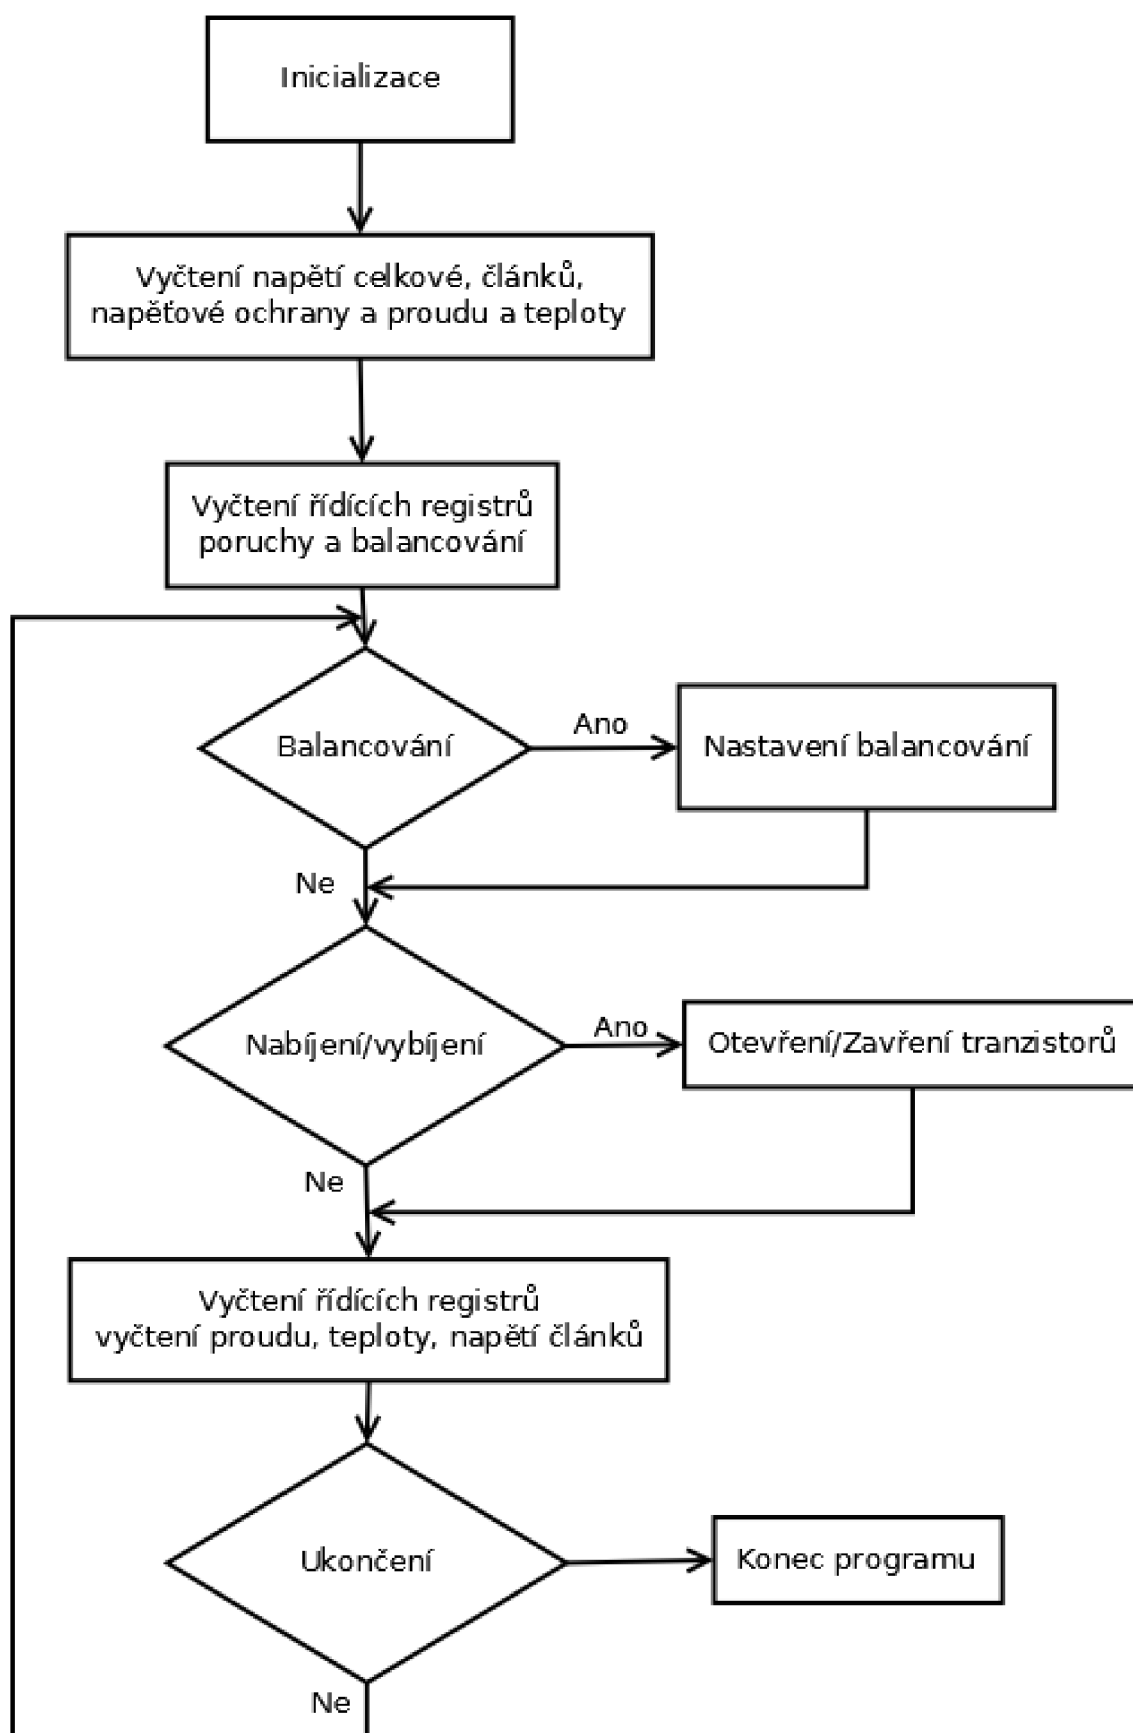 Inicializace
Vyčtení napětí celkové, článků,
napěťové ochrany a proudu a teploty
Vyčtení řídících registrů
poruchy a balancování
Balancování
Ano
Nastavení balancování
Ne
Nabíjení/vybíjení
Ano
Otevření/Zavření tranzistorů
Ne
Vyčtení řídících registrů
vyčtení proudu, teploty, napětí článků
Ukončení
Konec programu
Ne